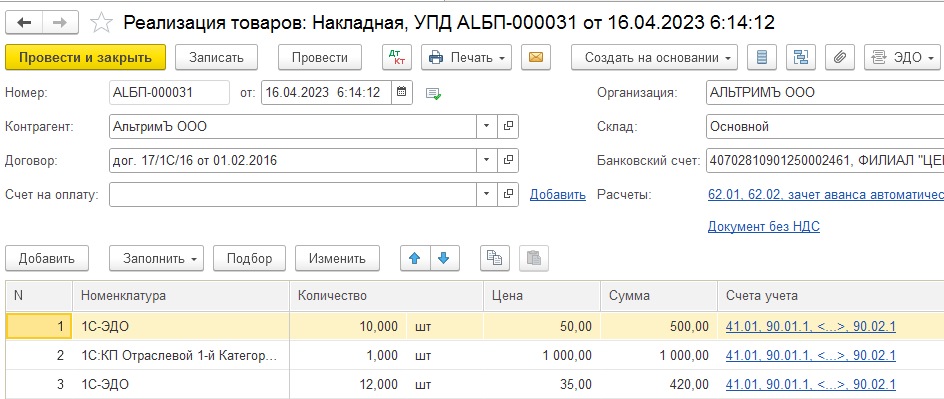 Реализация товаров: Накладная, УПД ALБП-000031 от 16.04.2023 6:14:12
Провести и закрыть Записать Провести Дт Кт Печать Создать на основании ЭДО
Номер: ALБП-000031 от: 16.04.2023 6:14:12 Организация: АЛЬТРИМЪ ООО
Контрагент: АльтримЪ ООО Склад: Основной
Договор: дог. 17/1С/16 от 01.02.2016 Банковский счет: 40702810901250002461, ФИЛИАЛ "ЦЕ
Счет на оплату: Добавить Расчеты: 62.01, 62.02, зачет аванса автоматичес
Документ без НДС
Добавить Заполнить Подбор Изменить
N Номенклатура Количество Цена Сумма Счета учета
1 1С-ЭДО 10,000 шт 50,00 500,00 41.01, 90.01.1, <...>, 90.02.1
2 1С:КП Отраслевой 1-й Категор... 1,000 шт 1 000,00 1 000,00 41.01, 90.01.1, <...>, 90.02.1
3 1С-ЭДО 12,000 шт 35,00 420,00 41.01, 90.01.1, <...>, 90.02.1